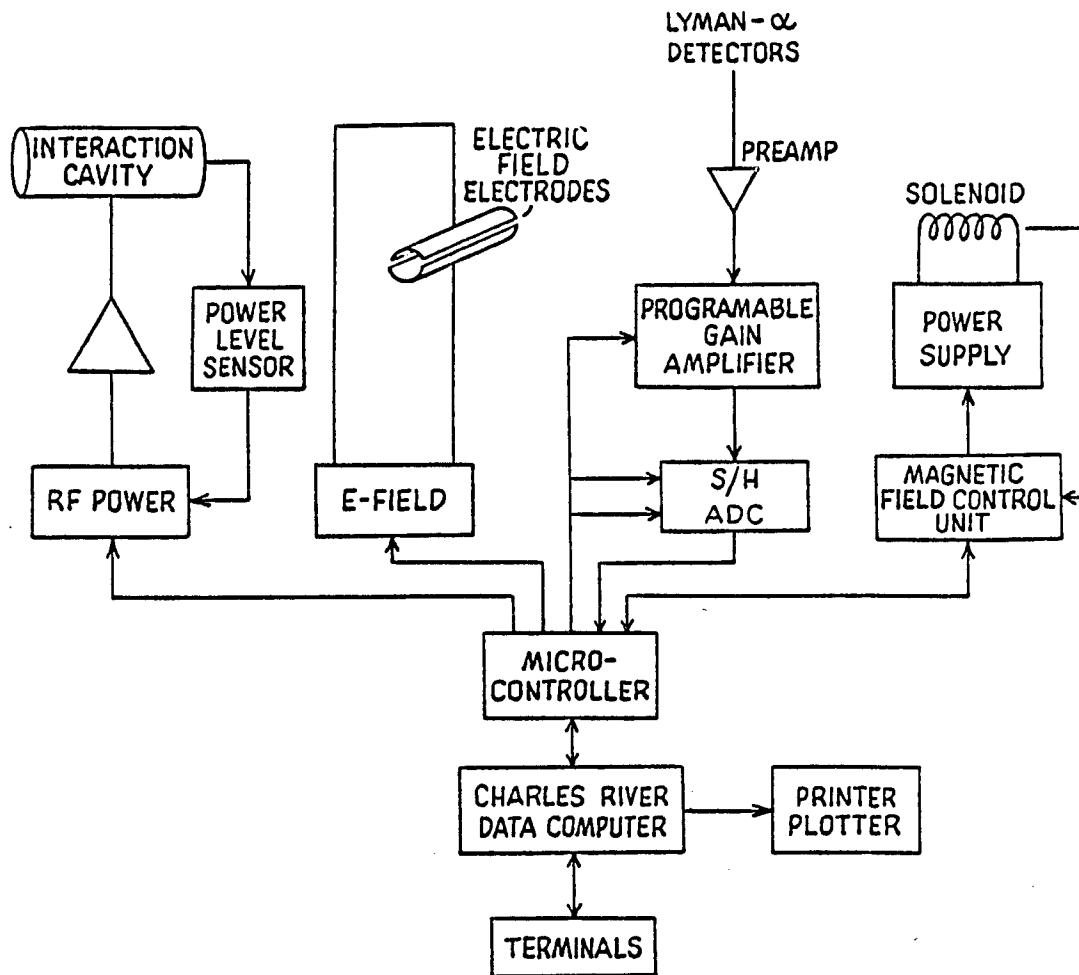 LYMAN-α
DETECTORS
INTERACTION
CAVITY
ELECTRIC
FIELD
ELECTRODES
PREAMP
SOLENOID
POWER
LEVEL
SENSOR
PROGRAMABLE
GAIN
AMPLIFIER
POWER
SUPPLY
RF POWER
E-FIELD
S/H
ADC
MAGNETIC
FIELD CONTROL
UNIT
MICRO-
CONTROLLER
CHARLES RIVER
DATA COMPUTER
PRINTER
PLOTTER
TERMINALS